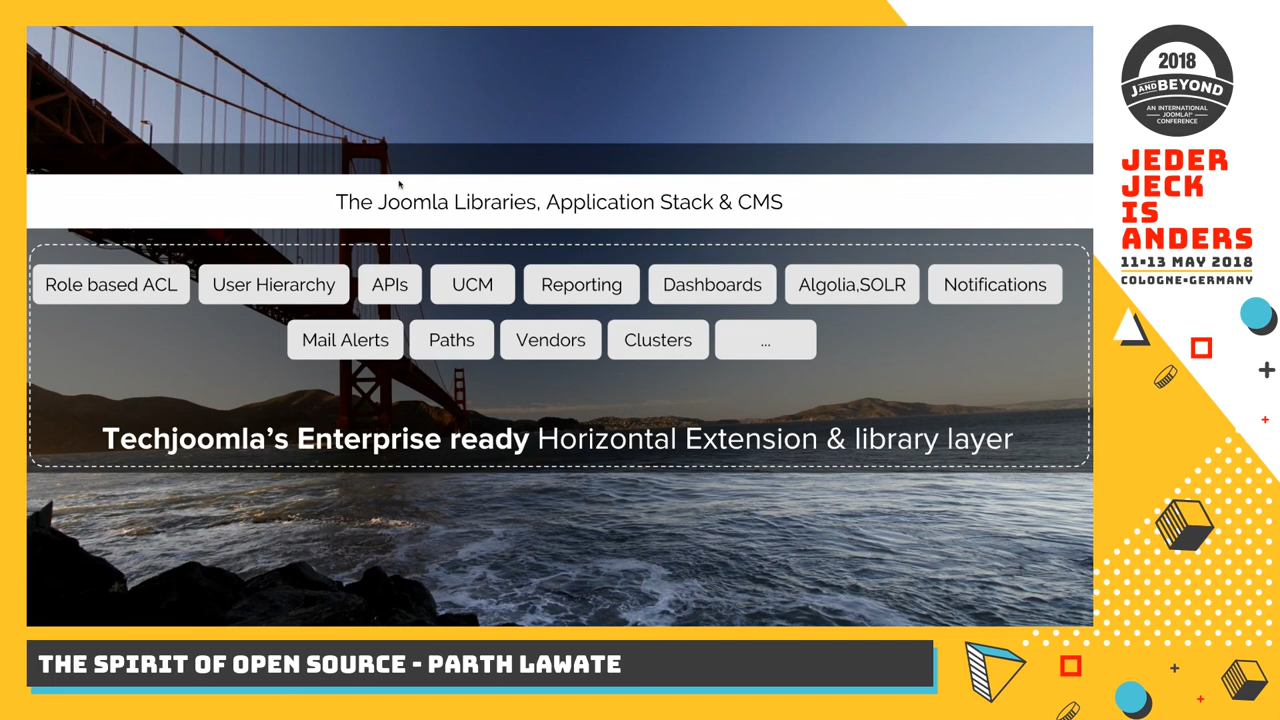 The Joomla Libraries, Application Stack & CMS
Role based ACL
User Hierarchy
APIs
UCM
Reporting
Dashboards
Algolia,SOLR
Notifications
Mail Alerts
Paths
Vendors
Clusters
...
Techjoomla's Enterprise ready Horizontal Extension & library layer
THE SPIRIT OF OPEN SOURCE - PARTH LAWATE
2018
J AND BEYOND
AN INTERNATIONAL
JOOMLA!®
CONFERENCE
JEDER
JECK
IS
ANDERS
11-13 MAY 2018
COLOGNE-GERMANY